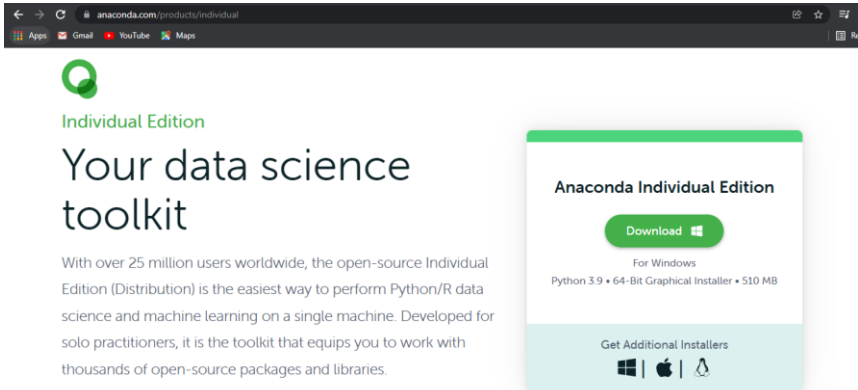 anaconda.com/products/individual
Apps Gmail YouTube Maps
Individual Edition
Your data science
toolkit
With over 25 million users worldwide, the open-source Individual
Edition (Distribution) is the easiest way to perform Python/R data
science and machine learning on a single machine. Developed for
solo practitioners, it is the toolkit that equips you to work with
thousands of open-source packages and libraries.
Anaconda Individual Edition
Download
For Windows
Python 3.9 • 64-Bit Graphical Installer • 510 MB
Get Additional Installers